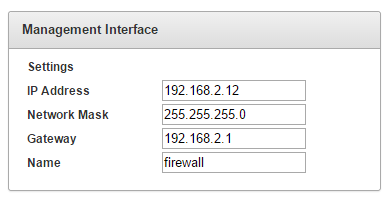 Management Interface
Settings
IP Address 192.168.2.12
Network Mask 255.255.255.0
Gateway 192.168.2.1
Name firewall